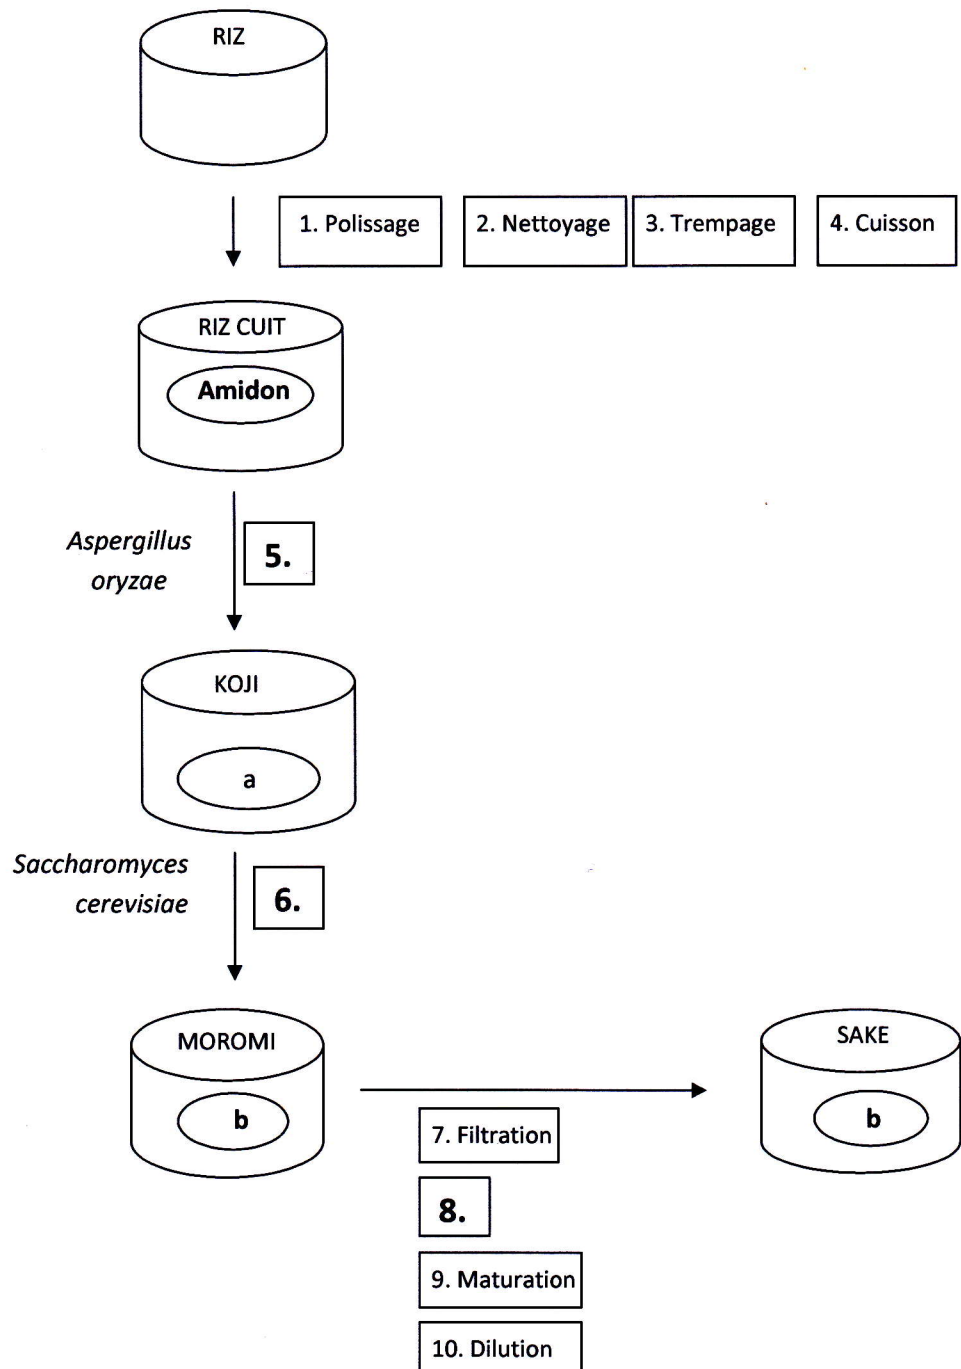 RIZ
1. Polissage
2. Nettoyage
3. Trempage
4. Cuisson
RIZ CUIT
Amidon
Aspergillus
oryzae
5.
KOJI
a
Saccharomyces
cerevisiae
6.
MOROMI
b
SAKE
b
7. Filtration
8.
9. Maturation
10. Dilution